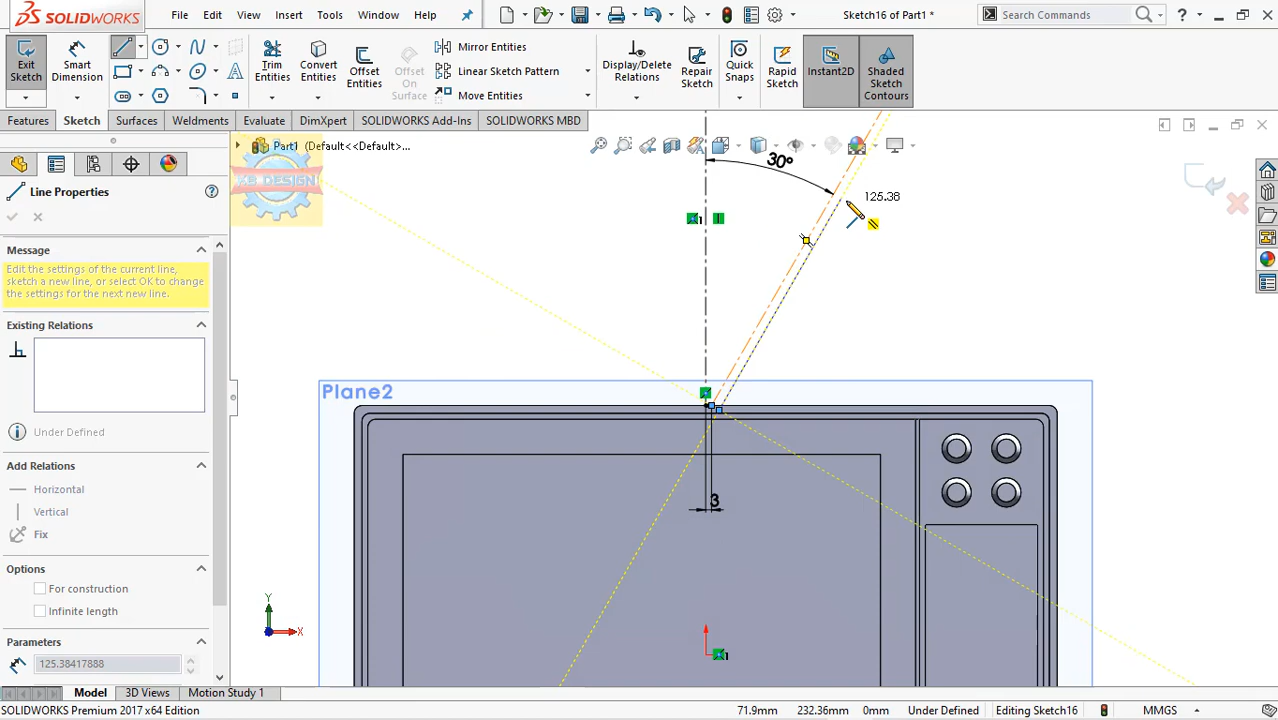 SOLIDWORKS
File
Edit
View
Insert
Tools
Window
Help
Sketch16 of Part1 *
Search Commands
?
Exit
Sketch
Smart
Dimension
Trim
Entities
Convert
Entities
Offset
Entities
Offset
On
Surface
Mirror Entities
Linear Sketch Pattern
Move Entities
Display/Delete
Relations
Repair
Sketch
Quick
Snaps
Rapid
Sketch
Instant2D
Shaded
Sketch
Contours
Features
Sketch
Surfaces
Weldments
Evaluate
DimXpert
SOLIDWORKS Add-Ins
SOLIDWORKS MBD
Part1 (Default<<Default>...
KB DESIGN
Line Properties
Message
Edit the settings of the current line,
sketch a new line, or select OK to change
the settings for the next new line.
Existing Relations
Under Defined
Add Relations
Horizontal
Vertical
Fix
Options
For construction
Infinite length
Parameters
125.38417888
30°
125.38
1
Plane2
3
1
Y
X
Model
3D Views
Motion Study 1
SOLIDWORKS Premium 2017 x64 Edition
71.9mm
232.36mm
0mm
Under Defined
Editing Sketch16
MMGS